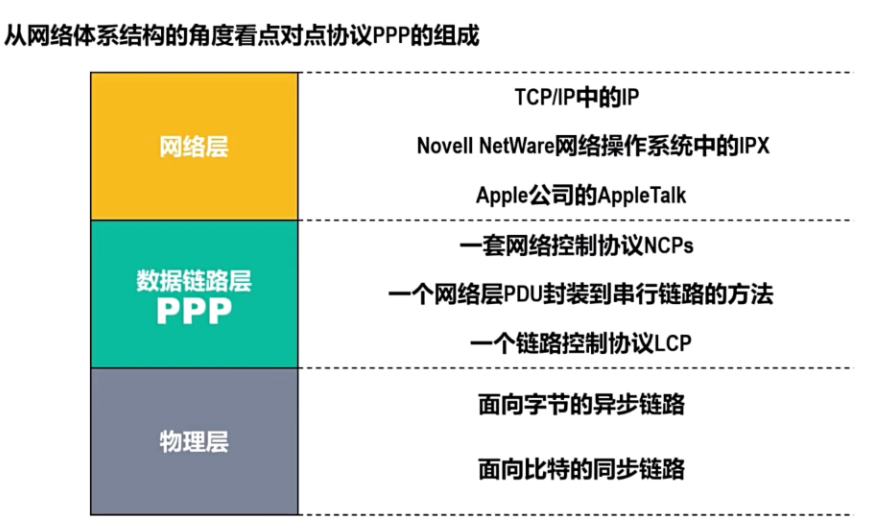 从网络体系结构的角度看点对点协议PPP的组成
网络层
TCP/IP中的IP
Novell NetWare网络操作系统中的IPX
Apple公司的AppleTalk
数据链路层
PPP
一套网络控制协议NCPs
一个网络层PDU封装到串行链路的方法
一个链路控制协议LCP
物理层
面向字节的异步链路
面向比特的同步链路